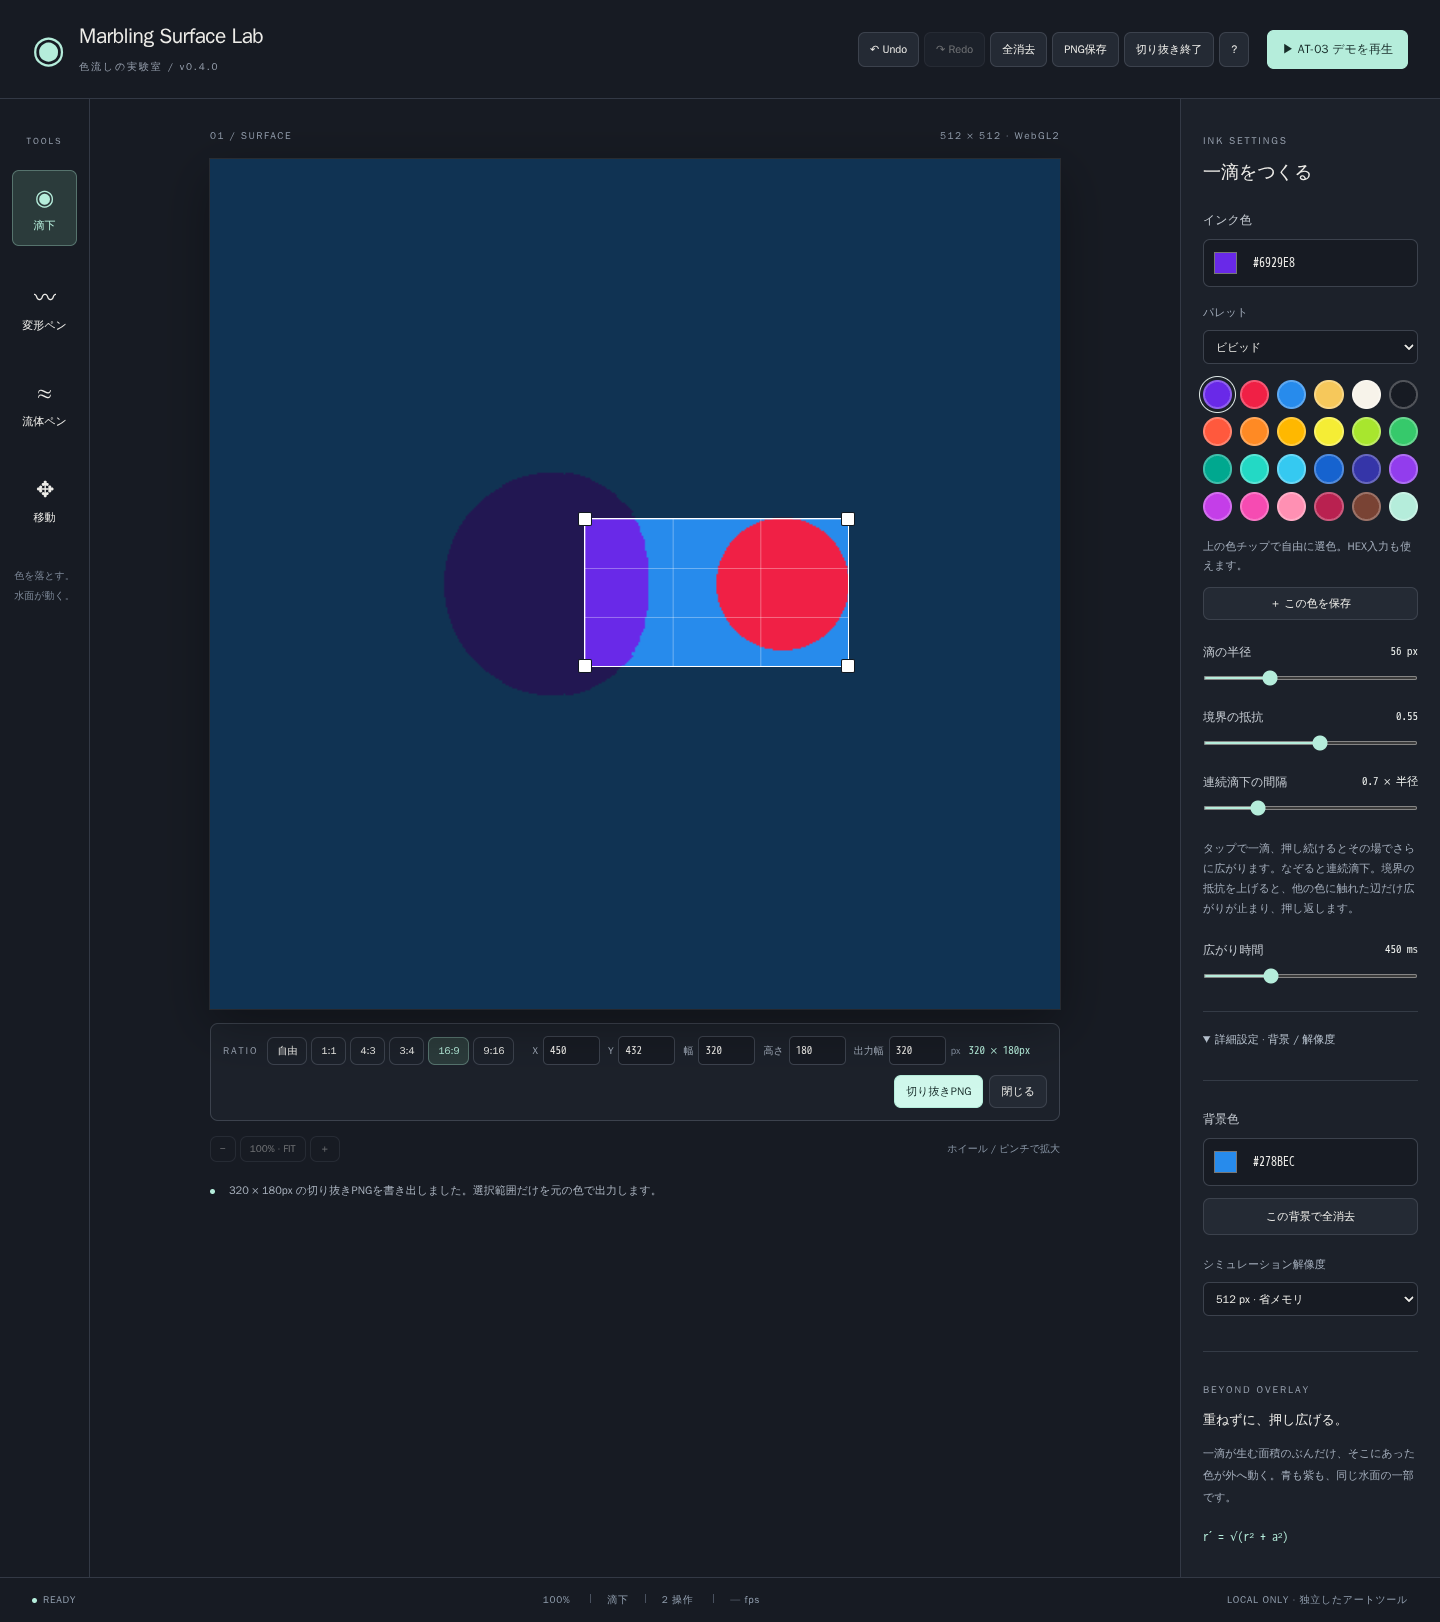 Marbling Surface Lab
色流しの実験室 / v0.4.0
↶ Undo
↷ Redo
全消去
PNG保存
切り抜き終了
?
▶ AT-03 デモを再生
TOOLS
滴下
変形ペン
流体ペン
移動
色を落とす。
水面が動く。
01 / SURFACE
512 × 512 · WebGL2
RATIO 自由 1:1 4:3 3:4 16:9 9:16 X 450 Y 432 幅 320 高さ 180 出力幅 320 px 320 × 180px
切り抜きPNG 閉じる
− 100% · FIT +
ホイール / ピンチで拡大
320 × 180px の切り抜きPNGを書き出しました。選択範囲だけを元の色で出力します。
INK SETTINGS
一滴をつくる
インク色
#6929E8
パレット
ビビッド
上の色チップで自由に選色。HEX入力も使
えます。
+ この色を保存
滴の半径 56 px
境界の抵抗 0.55
連続滴下の間隔 0.7 × 半径
タップで一滴、押し続けるとその場でさら
に広がります。なぞると連続滴下。境界の
抵抗を上げると、他の色に触れた辺だけ広
がりが止まり、押し返します。
広がり時間 450 ms
▼ 詳細設定 · 背景 / 解像度
背景色
#278BEC
この背景で全消去
シミュレーション解像度
512 px · 省メモリ
BEYOND OVERLAY
重ねずに、押し広げる。
一滴が生む面積のぶんだけ、そこにあった
色が外へ動く。青も紫も、同じ水面の一部
です。
r′ = √(r² + a²)
READY
100%
滴下
2 操作
— fps
LOCAL ONLY · 独立したアートツール